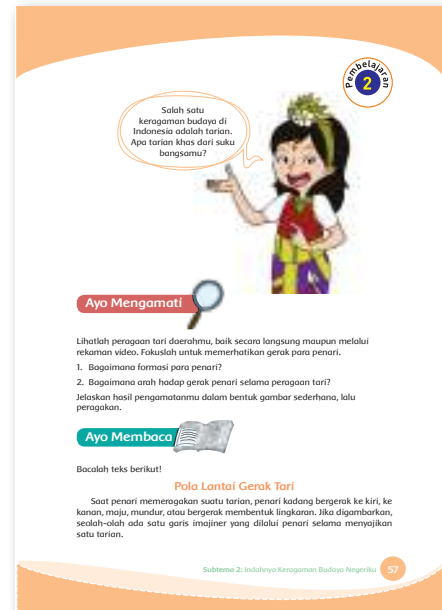 Pembelajaran
2
Salah satu
keragaman budaya di
Indonesia adalah tarian.
Apa tarian khas dari suku
bangsamu?
Ayo Mengamati
Lihatlah peragaan tari daerahmu, baik secara langsung maupun melalui
rekaman video. Fokuslah untuk memerhatikan gerak para penari.
1. Bagaimana formasi para penari?
2. Bagaimana arah hadap gerak penari selama peragaan tari?
Jelaskan hasil pengamatanmu dalam bentuk gambar sederhana, lalu
peragakan.
Ayo Membaca
Bacalah teks berikut!
Pola Lantai Gerak Tari
Saat penari memeragakan suatu tarian, penari kadang bergerak ke kiri, ke
kanan, maju, mundur, atau bergerak membentuk lingkaran. Jika digambarkan,
seolah-olah ada satu garis imajiner yang dilalui penari selama menyajikan
satu tarian.
Subtema 2: Indahnya Keragaman Budaya Negeriku 57